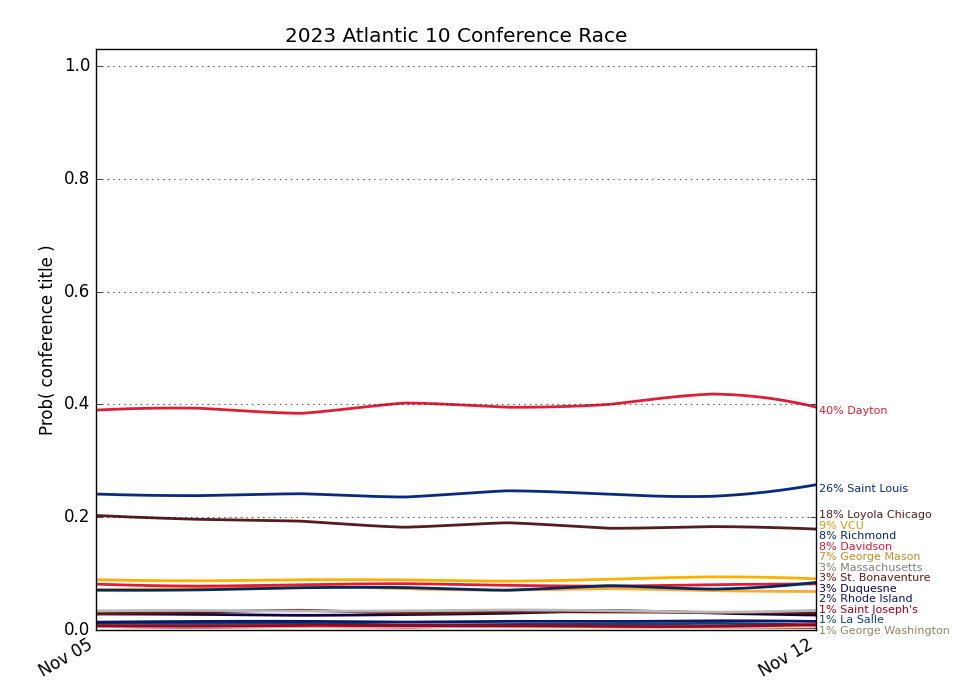 2023 Atlantic 10 Conference Race
Prob( conference title )
1.0
0.8
0.6
0.4
0.2
0.0
Nov 05
Nov 12
40% Dayton
26% Saint Louis
18% Loyola Chicago
9% VCU
8% Richmond
8% Davidson
7% George Mason
3% Massachusetts
3% St. Bonaventure
3% Duquesne
2% Rhode Island
1% Saint Joseph's
1% La Salle
1% George Washington